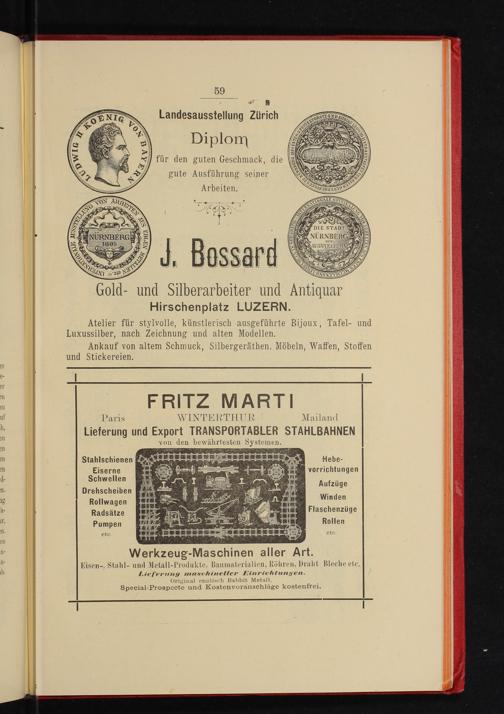 59
Landesausstellung Zürich
Diplom
für den guten Geschmack, die
gute Ausführung seiner
Arbeiten.
LUDWIG II KOENIG VON BAYERN
NÜRNBERG
1885
DIE STADT
NÜRNBERG
J. Bossard
Gold- und Silberarbeiter und Antiquar
Hirschenplatz LUZERN.
Atelier für stylvolle, künstlerisch ausgeführte Bijoux, Tafel- und
Luxussilber, nach Zeichnung und alten Modellen.
Ankauf von altem Schmuck, Silbergeräthen, Möbeln, Waffen, Stoffen
und Stickereien.
FRITZ MARTI
Paris WINTERTHUR Mailand
Lieferung und Export TRANSPORTABLER STAHLBAHNEN
von den bewährtesten Systemen.
Stahlschienen
Eiserne
Schwellen
Drehscheiben
Rollwagen
Radsätze
Pumpen
etc.
Hebe-
vorrichtungen
Aufzüge
Winden
Flaschenzüge
Rollen
etc.
Werkzeug-Maschinen aller Art.
Eisen-, Stahl- und Metall-Produkte, Baumaterialien, Röhren, Draht Bleche etc.
Lieferung maschineller Einrichtungen.
Original englisch Babbit Metall.
Special-Prospecte und Kostenvoranschläge kostenfrei.